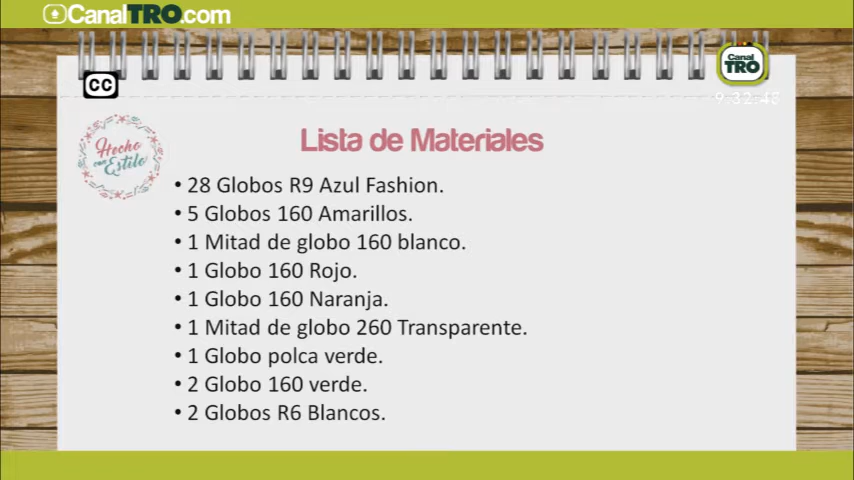 CanalTRO.com
Canal
TRO
CC
9:32:45
Hecho
con Estilo
Lista de Materiales
• 28 Globos R9 Azul Fashion.
• 5 Globos 160 Amarillos.
• 1 Mitad de globo 160 blanco.
• 1 Globo 160 Rojo.
• 1 Globo 160 Naranja.
• 1 Mitad de globo 260 Transparente.
• 1 Globo polca verde.
• 2 Globo 160 verde.
• 2 Globos R6 Blancos.